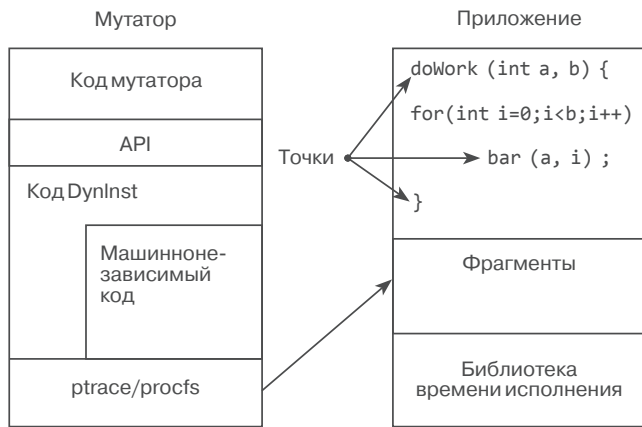 Мутатор
Код мутатора
API
Код DynInst
Машинноне-
зависимый
код
ptrace/procfs
Точки
Приложение
doWork (int a, b) {
for(int i=0;i<b;i++)
bar (a, i) ;
}
Фрагменты
Библиотека
времени исполнения